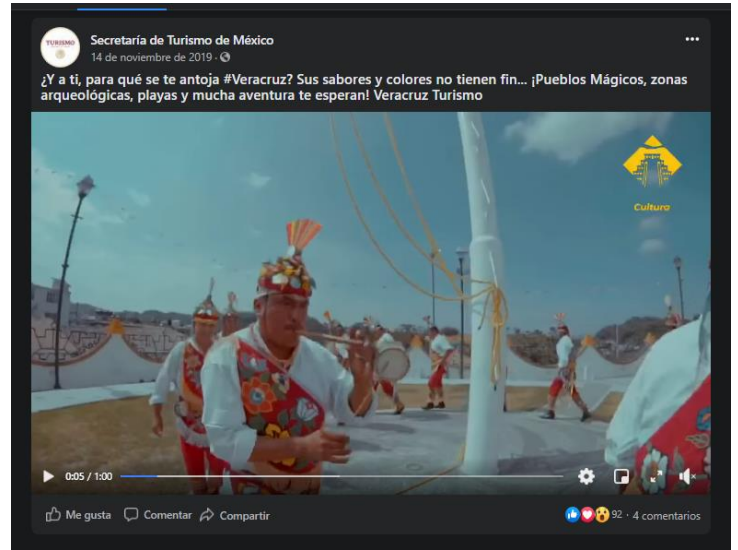 TURISMO
Secretaría de Turismo de México
14 de noviembre de 2019 ·
¿Y a ti, para qué se te antoja #Veracruz? Sus sabores y colores no tienen fin... ¡Pueblos Mágicos, zonas
arqueológicas, playas y mucha aventura te esperan! Veracruz Turismo
Cultura
0:05 / 1:00
Me gusta Comentar Compartir
92 · 4 comentarios